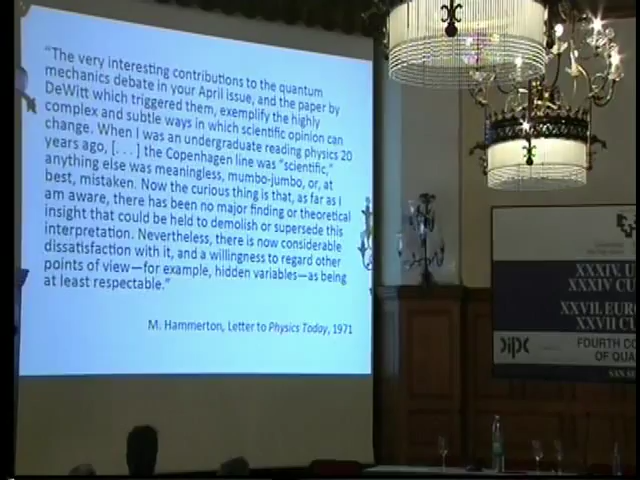 “The very interesting contributions to the quantum
mechanics debate in your April issue, and the paper by
DeWitt which triggered them, exemplify the highly
complex and subtle ways in which scientific opinion can
change. When I was an undergraduate reading physics 20
years ago, [. . . ] the Copenhagen line was “scientific,”
anything else was meaningless, mumbo-jumbo, or, at
best, mistaken. Now the curious thing is that, as far as I
am aware, there has been no major finding or theoretical
insight that could be held to demolish or supersede this
interpretation. Nevertheless, there is now considerable
dissatisfaction with it, and a willingness to regard other
points of view—for example, hidden variables—as being
at least respectable.”
M. Hammerton, Letter to Physics Today, 1971
XXXIV. U
XXXIV CU
XXVII EUR
XXVII CU
dipc
FOURTH CO
OF QUA
SAN SE